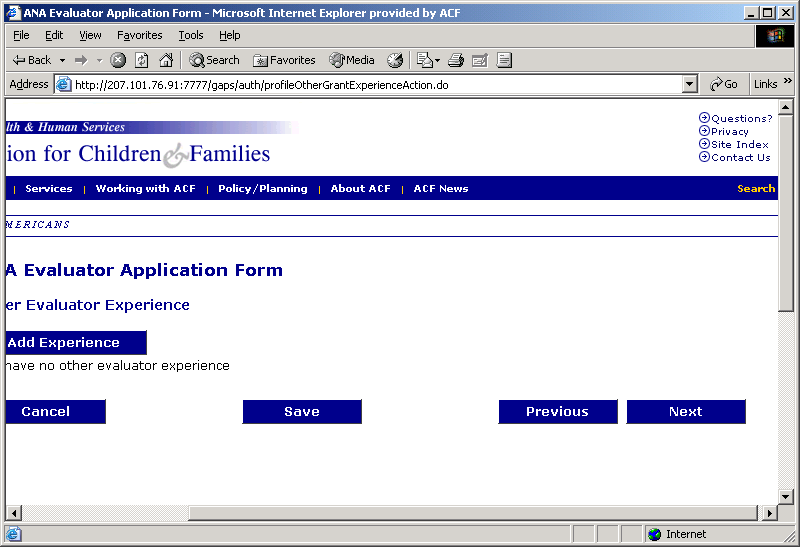 ANA Evaluator Application Form - Microsoft Internet Explorer provided by ACF
File Edit View Favorites Tools Help
Back Search Favorites Media
Address http://207.101.76.91:7777/gaps/auth/profileOtherGrantExperienceAction.do Go Links »
lth & Human Services
ion for Children & Families
Questions?
Privacy
Site Index
Contact Us
| Services | Working with ACF | Policy/Planning | About ACF | ACF News Search
MERICANS
A Evaluator Application Form
er Evaluator Experience
Add Experience
have no other evaluator experience
Cancel Save Previous Next
Internet